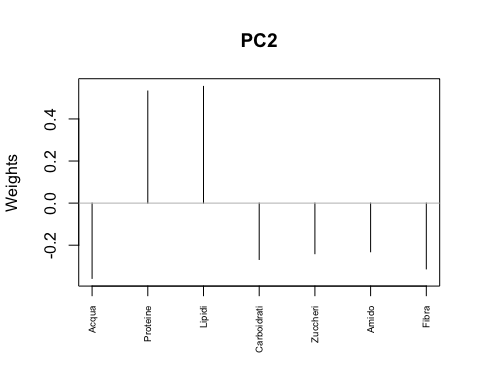 PC2
Weights
0.4
0.2
0.0
-0.2
Acqua
Proteine
Lipidi
Carboidrati
Zuccheri
Amido
Fibra